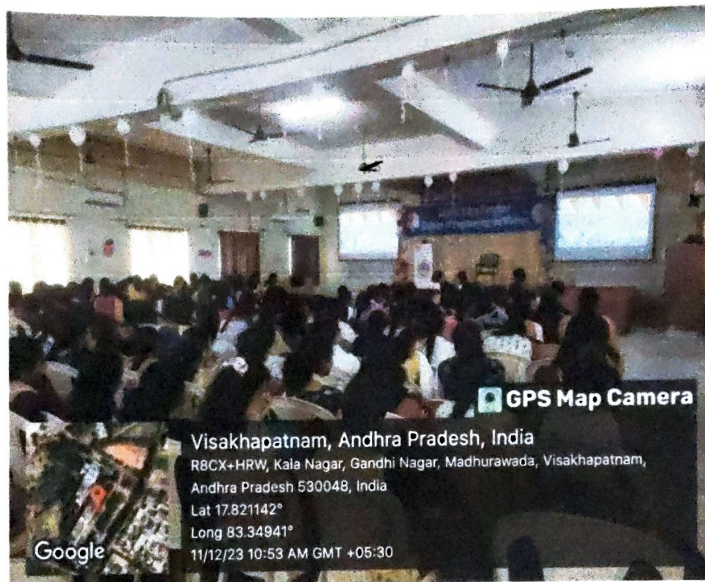 GPS Map Camera
Visakhapatnam, Andhra Pradesh, India
R8CX+HRW, Kala Nagar, Gandhi Nagar, Madhurawada, Visakhapatnam,
Andhra Pradesh 530048, India
Lat 17.821142°
Long 83.34941°
11/12/23 10:53 AM GMT +05:30
Google